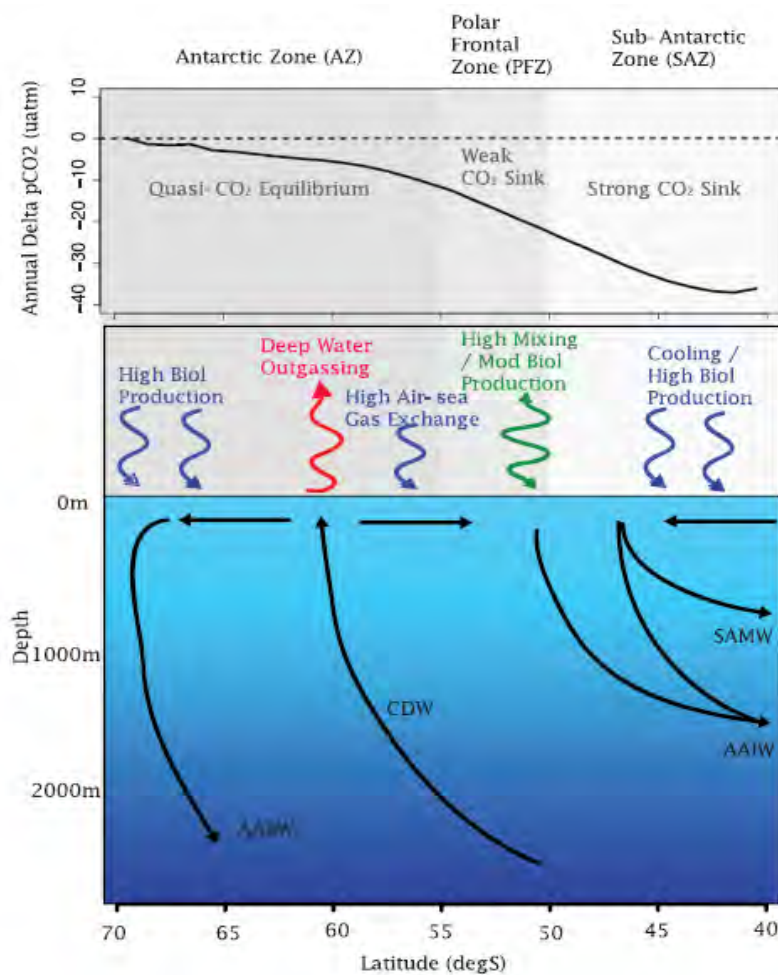 Antarctic Zone (AZ)
Polar
Frontal
Zone (PFZ)
Sub-Antarctic
Zone (SAZ)
Annual Delta pCO2 (uatm)
10
0
-10
-20
-30
-40
Quasi-CO₂ Equilibrium
Weak
CO₂ Sink
Strong CO₂ Sink
High Biol
Production
Deep Water
Outgassing
High Air-sea
Gas Exchange
High Mixing
/ Mod Biol
Production
Cooling /
High Biol
Production
Depth
0m
1000m
2000m
AABW
CDW
SAMW
AAIW
70
65
60
55
50
45
40
Latitude (degS)